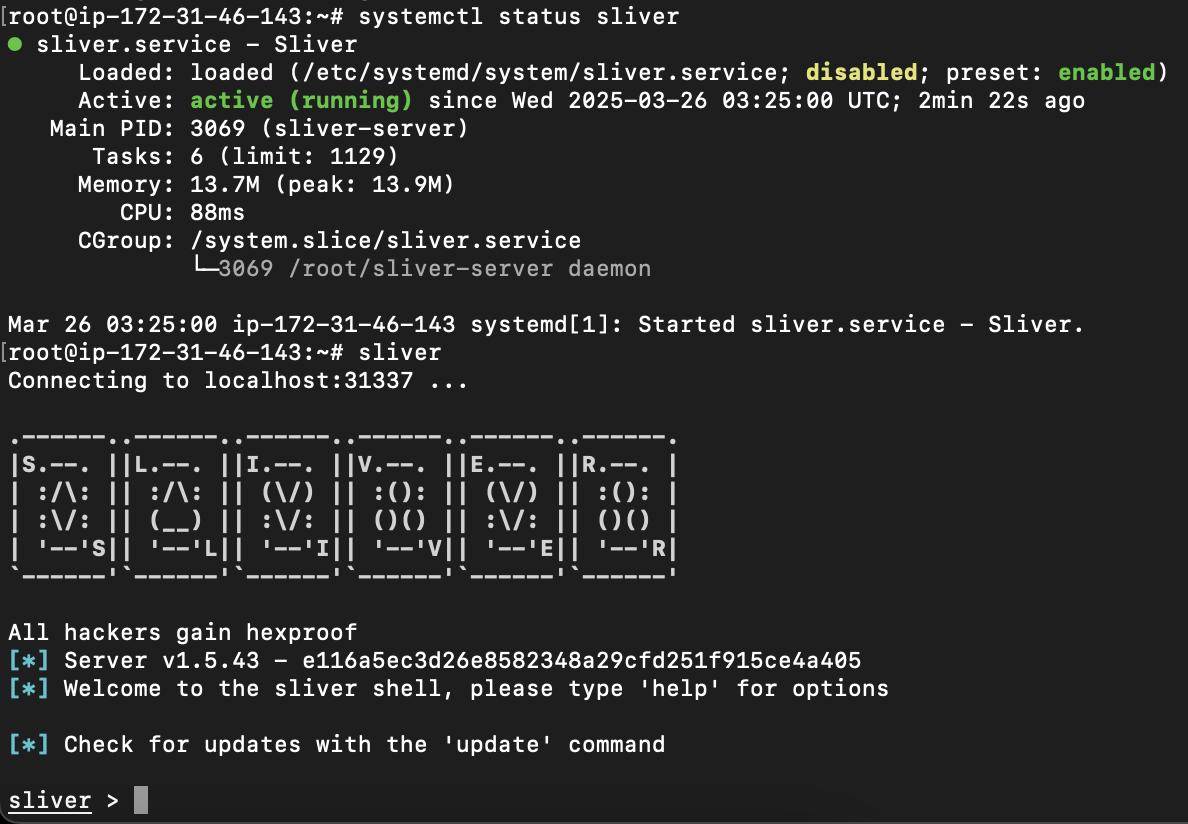 [root@ip-172-31-46-143:~# systemctl status sliver
● sliver.service – Sliver
     Loaded: loaded (/etc/systemd/system/sliver.service; disabled; preset: enabled)
     Active: active (running) since Wed 2025-03-26 03:25:00 UTC; 2min 22s ago
   Main PID: 3069 (sliver-server)
      Tasks: 6 (limit: 1129)
     Memory: 13.7M (peak: 13.9M)
        CPU: 88ms
     CGroup: /system.slice/sliver.service
             └─3069 /root/sliver-server daemon

Mar 26 03:25:00 ip-172-31-46-143 systemd[1]: Started sliver.service – Sliver.
[root@ip-172-31-46-143:~# sliver
Connecting to localhost:31337 ...

.------..------..------..------..------..------.
|S.--. ||L.--. ||I.--. ||V.--. ||E.--. ||R.--. |
| :/\: || :/\: || (\/) || :(): || (\/) || :(): |
| :\/: || (__) || :\/: || ()() || :\/: || ()() |
| '--'S|| '--'L|| '--'I|| '--'V|| '--'E|| '--'R|
`------'`------'`------'`------'`------'`------'

All hackers gain hexproof
[*] Server v1.5.43 – e116a5ec3d26e8582348a29cfd251f915ce4a405
[*] Welcome to the sliver shell, please type 'help' for options

[*] Check for updates with the 'update' command

sliver >